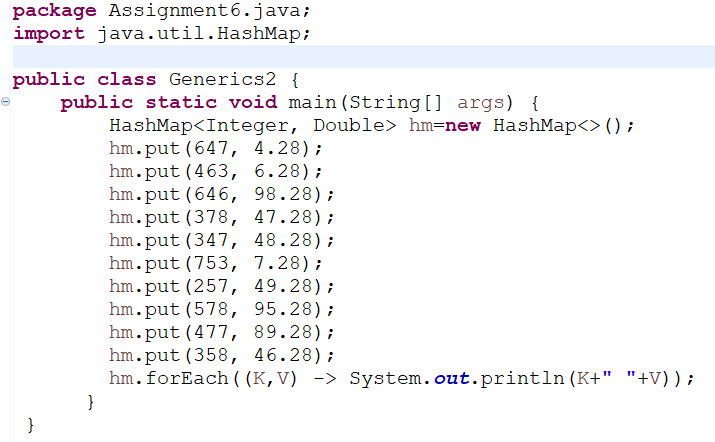 package Assignment6.java;
import java.util.HashMap;
public class Generics2 {
public static void main(String[] args) {
HashMap<Integer, Double> hm=new HashMap<>();
hm.put(647, 4.28);
hm.put(463, 6.28);
hm.put(646, 98.28);
hm.put(378, 47.28);
hm.put(347, 48.28);
hm.put(753, 7.28);
hm.put(257, 49.28);
hm.put(578, 95.28);
hm.put(477, 89.28);
hm.put(358, 46.28);
hm.forEach((K,V) -> System.out.println(K+" "+V));
}
}